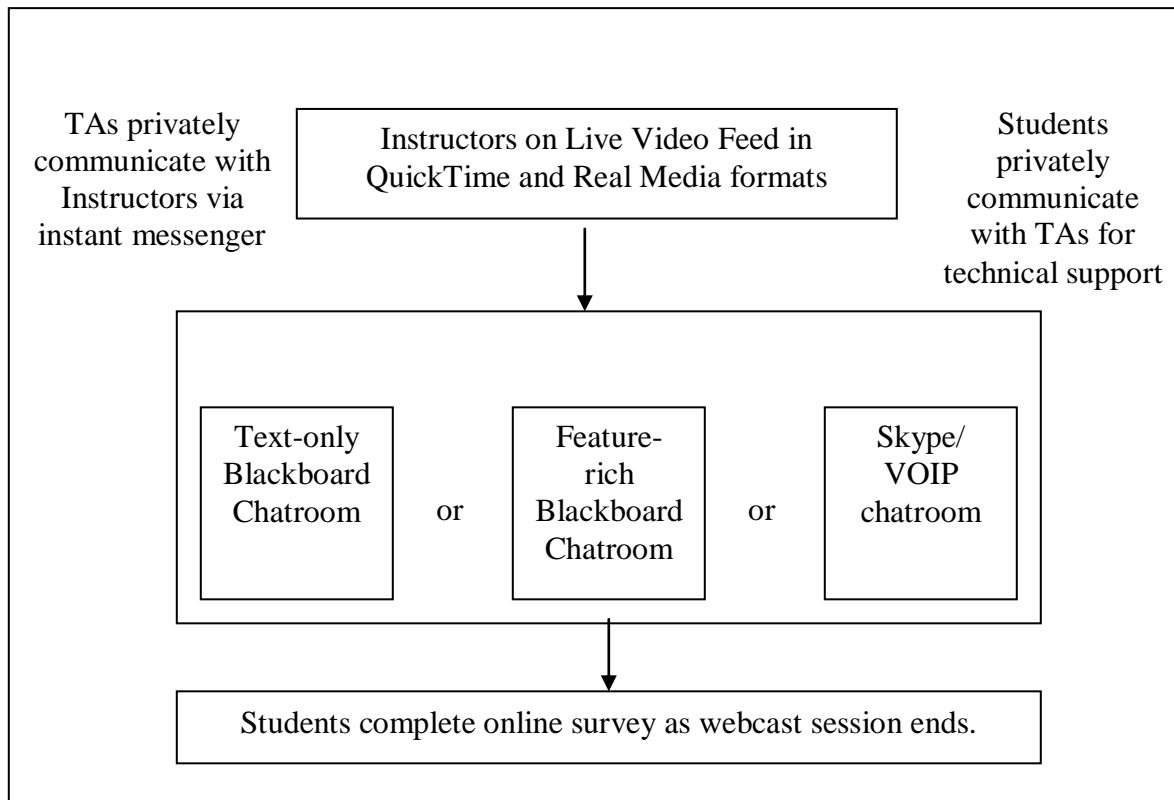 TAs privately
communicate with
Instructors via
instant messenger
Instructors on Live Video Feed in
QuickTime and Real Media formats
Students
privately
communicate
with TAs for
technical support
Text-only
Blackboard
Chatroom
or
Feature-
rich
Blackboard
Chatroom
or
Skype/
VOIP
chatroom
Students complete online survey as webcast session ends.